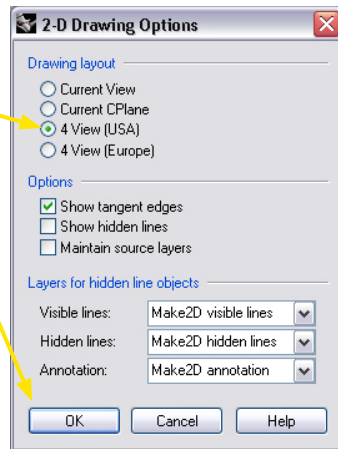 2-D Drawing Options
Drawing layout
Current View
Current CPlane
4 View (USA)
4 View (Europe)
Options
Show tangent edges
Show hidden lines
Maintain source layers
Layers for hidden line objects
Visible lines: Make2D visible lines
Hidden lines: Make2D hidden lines
Annotation: Make2D annotation
OK Cancel Help